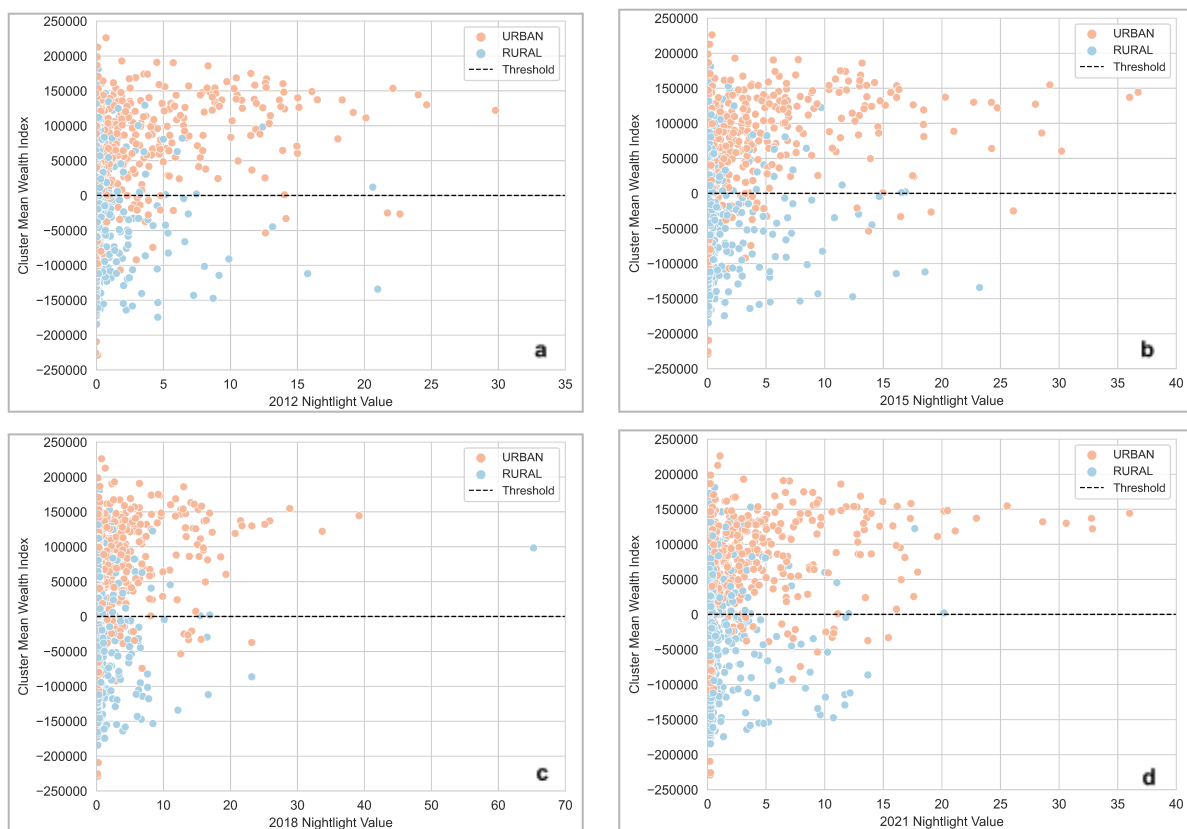 250000
200000
150000
100000
50000
0
−50000
−100000
−150000
−200000
−250000
Cluster Mean Wealth Index
URBAN
RURAL
Threshold
a
0 5 10 15 20 25 30 35
2012 Nightlight Value
250000
200000
150000
100000
50000
0
−50000
−100000
−150000
−200000
−250000
Cluster Mean Wealth Index
URBAN
RURAL
Threshold
b
0 5 10 15 20 25 30 35 40
2015 Nightlight Value
250000
200000
150000
100000
50000
0
−50000
−100000
−150000
−200000
−250000
Cluster Mean Wealth Index
URBAN
RURAL
Threshold
c
0 10 20 30 40 50 60 70
2018 Nightlight Value
250000
200000
150000
100000
50000
0
−50000
−100000
−150000
−200000
−250000
Cluster Mean Wealth Index
URBAN
RURAL
Threshold
d
0 5 10 15 20 25 30 35 40
2021 Nightlight Value